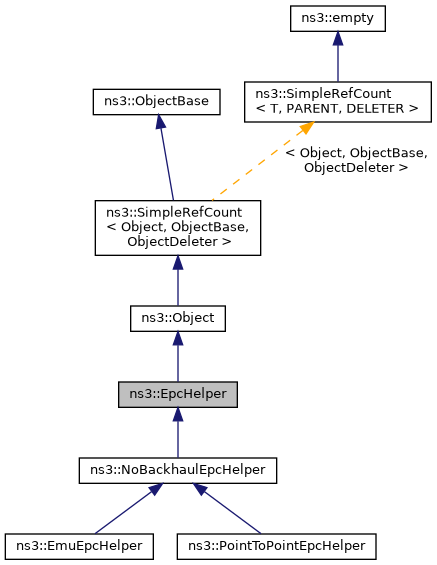 ns3::empty
ns3::SimpleRefCount
< T, PARENT, DELETER >
ns3::ObjectBase
< Object, ObjectBase,
ObjectDeleter >
ns3::SimpleRefCount
< Object, ObjectBase,
ObjectDeleter >
ns3::Object
ns3::EpcHelper
ns3::NoBackhaulEpcHelper
ns3::EmuEpcHelper
ns3::PointToPointEpcHelper